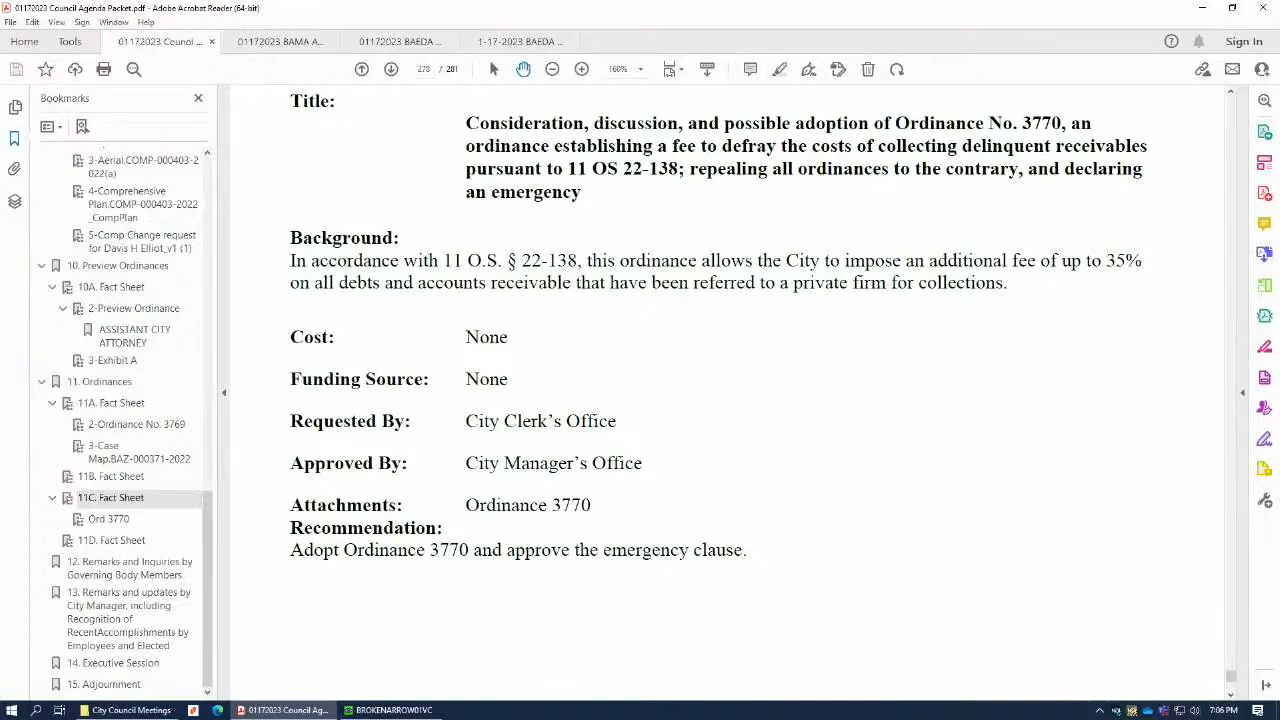 01172023 Council Agenda Packet.pdf - Adobe Acrobat Reader (64-bit)
File Edit View Sign Window Help
Home Tools 01172023 Council ... × 01172023 BAMA A... 01172023 BAEDA ... 1-17-2023 BAEDA ... Sign In
278 / 281 160%
Bookmarks
3-Aerial.COMP-000403-2
022(a)
4-Comprehensive
Plan.COMP-000403-2022
_CompPlan
5-Comp Change request
for Davis H Elliot_v1 (1)
10. Preview Ordinances
10A. Fact Sheet
2-Preview Ordinance
ASSISTANT CITY
ATTORNEY
3-Exhibit A
11. Ordinances
11A. Fact Sheet
2-Ordinance No. 3769
3-Case
Map.BAZ-000371-2022
11B. Fact Sheet
11C. Fact Sheet
Ord 3770
11D. Fact Sheet
12. Remarks and Inquiries by
Governing Body Members
13. Remarks and updates by
City Manager, including
Recognition of
RecentAccomplishments by
Employees and Elected
14. Executive Session
15. Adjournment
Title:
Consideration, discussion, and possible adoption of Ordinance No. 3770, an
ordinance establishing a fee to defray the costs of collecting delinquent receivables
pursuant to 11 OS 22-138; repealing all ordinances to the contrary, and declaring
an emergency
Background:
In accordance with 11 O.S. § 22-138, this ordinance allows the City to impose an additional fee of up to 35%
on all debts and accounts receivable that have been referred to a private firm for collections.
Cost: None
Funding Source: None
Requested By: City Clerk’s Office
Approved By: City Manager’s Office
Attachments: Ordinance 3770
Recommendation:
Adopt Ordinance 3770 and approve the emergency clause.
City Council Meetings 01172023 Council Ag... BROKENARROW01VC 7:06 PM